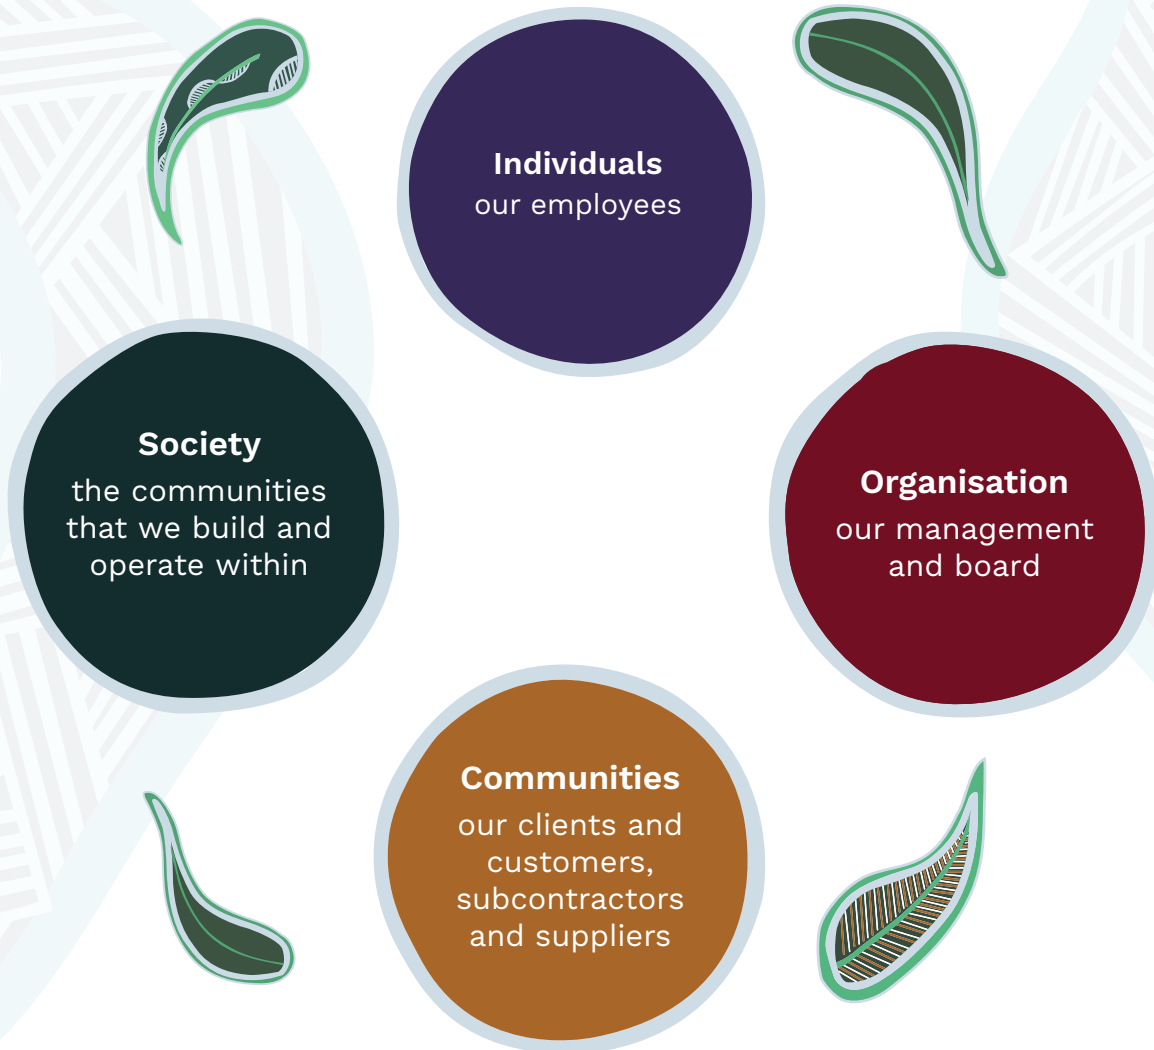 Individuals
our employees
Society
the communities
that we build and
operate within
Organisation
our management
and board
Communities
our clients and
customers,
subcontractors
and suppliers